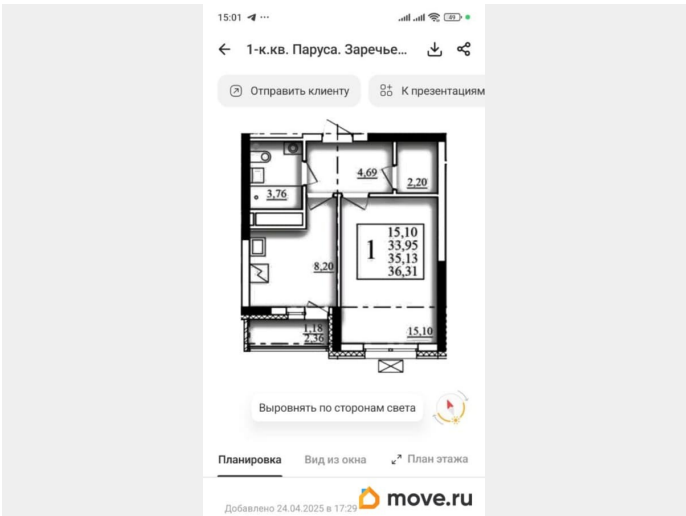 15:01
89
1-к.кв. Паруса. Заречье...
Отправить клиенту
К презентациям
4,69
2,20
3,76
15,10
1
33,95
35,13
36,31
8,20
1,18
2,36
15,10
Выровнять по сторонам света
Планировка
Вид из окна
План этажа
Добавлено 24.04.2025 в 17:29
move.ru